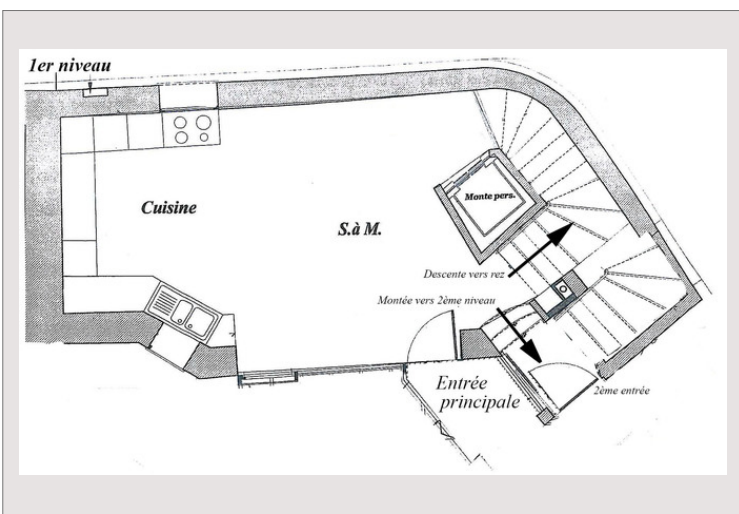 1er niveau
Cuisine
S.à M.
Monte pers.
Descente vers rez
Montée vers 2ème niveau
Entrée
principale
2ème entrée